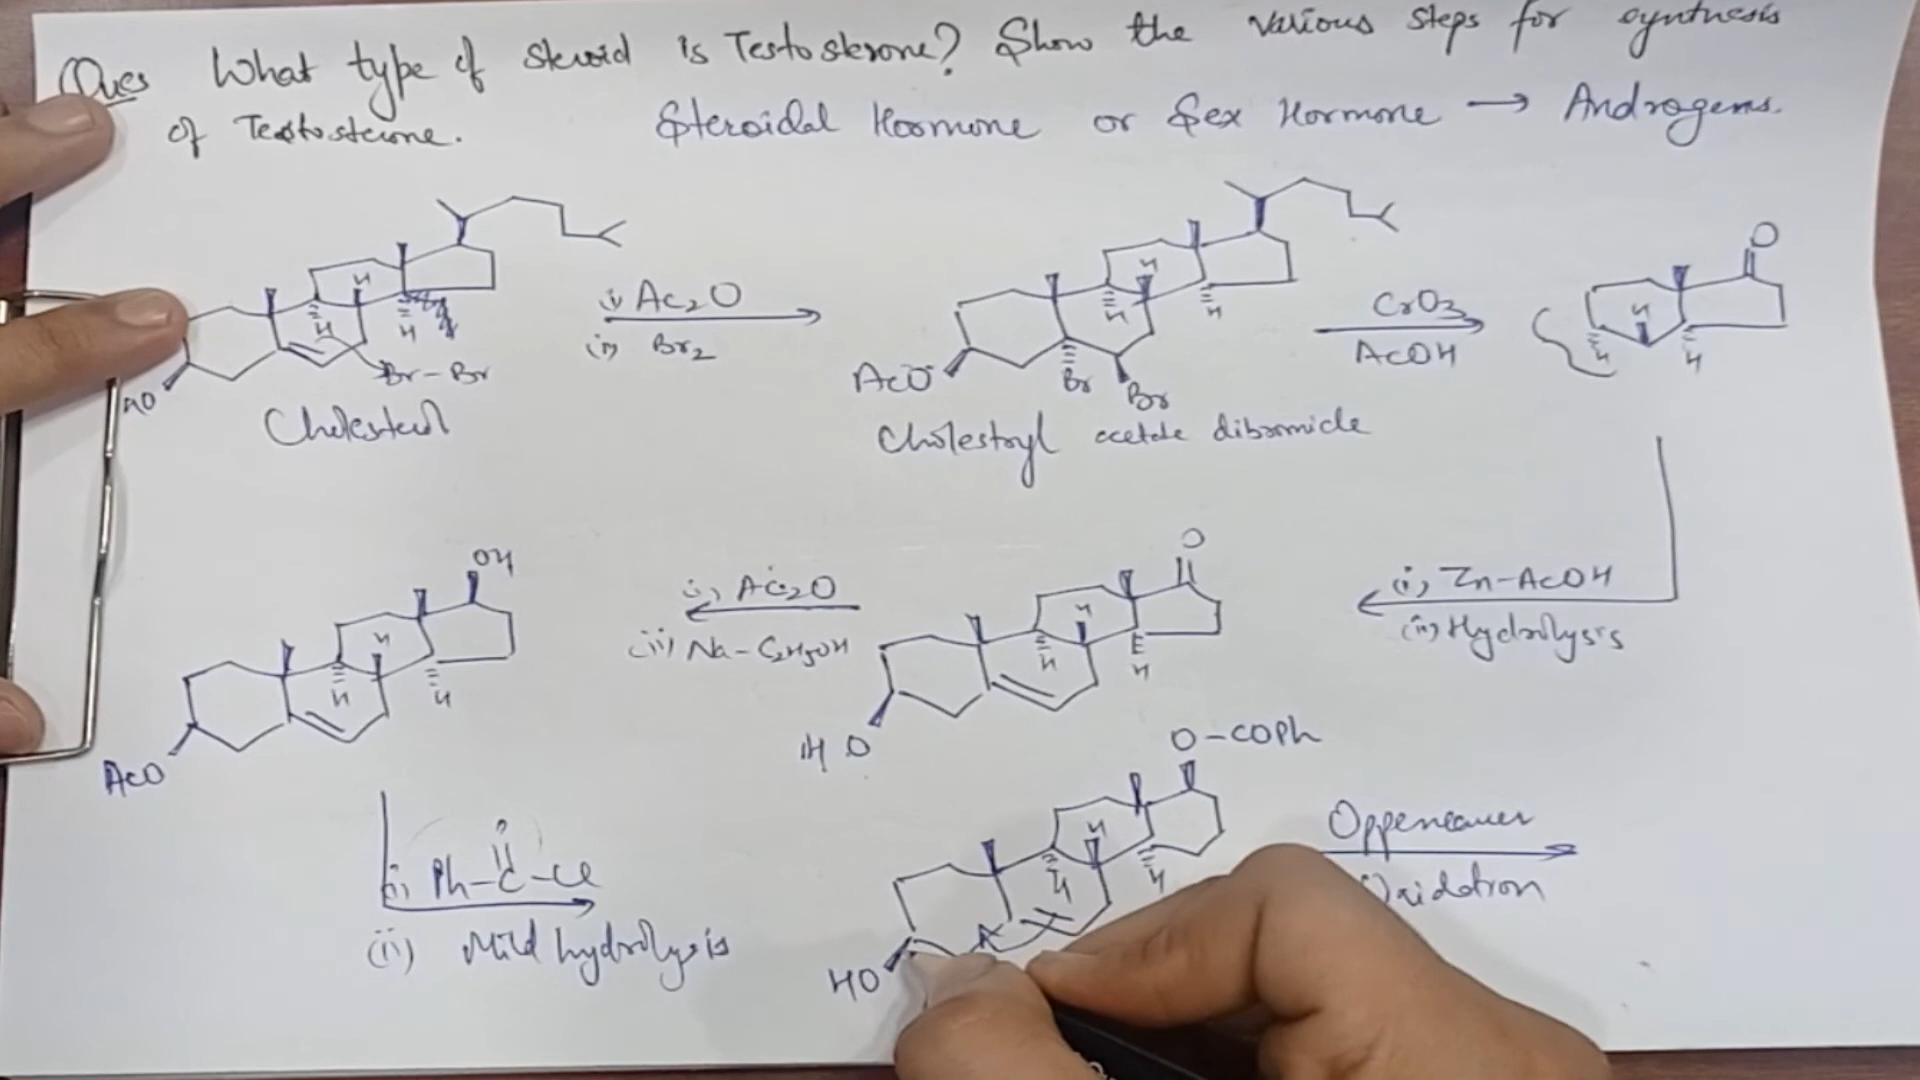 Ques What type of steroid is Testosterone? Show the various steps for synthesis
of Testosterone. Steroidal Hormone or Sex Hormone → Androgens.
H H H
Br-Br
HO
Cholesterol
(i) Ac₂O
(ii) Br₂
H H H
AcO Br Br
Cholestryl acetate dibromide
CrO₃
AcOH
O
H H H
(i) Zn-AcOH
(ii) Hydrolysis
O
H H H
HO
(i) Ac₂O
(ii) Na-C₂H₅OH
OH
H H H
AcO
O
(i) Ph-C-Cl
(ii) Mild hydrolysis
O-COPh
H H H
HO
Oppeneauer
Oxidation